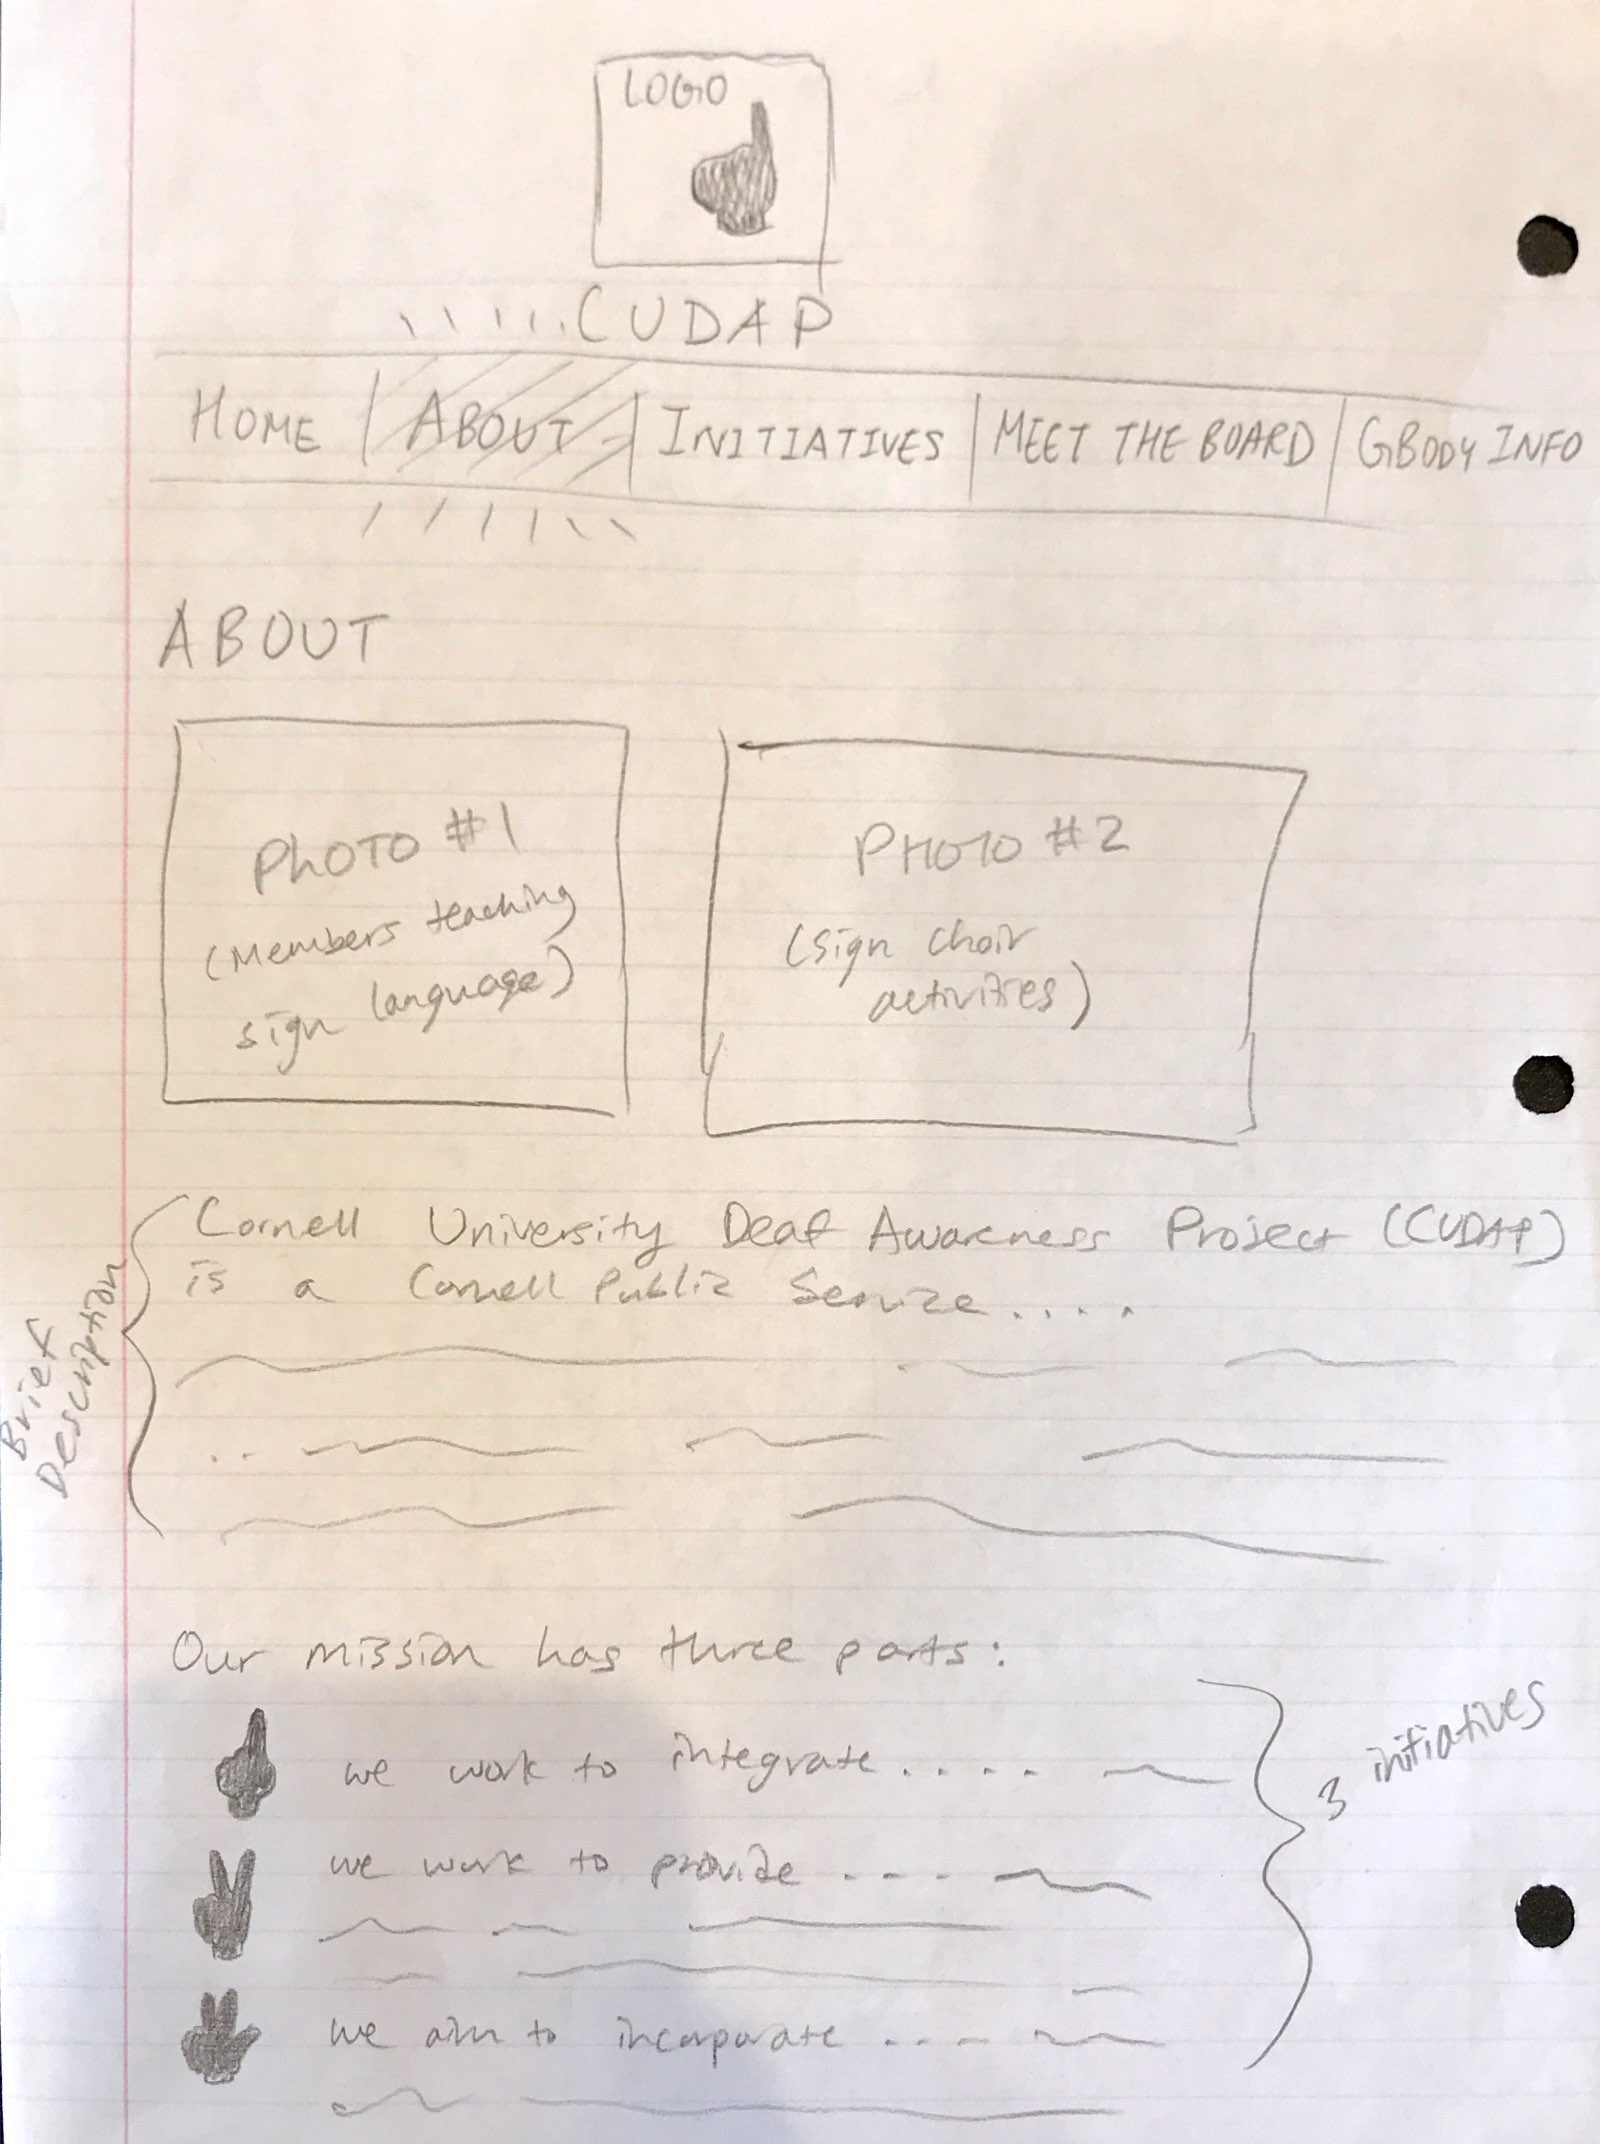 LOGO
CUDAP
HOME | ABOUT | INITIATIVES | MEET THE BOARD | GBODY INFO
ABOUT
PhOTO #1
(Members teaching
sign language)
PHOTO #2
(sign choir
activities)
Cornell University Deaf Awareness Project (CUDAP)
is a Cornell Public Service....
Brief
Description
Our mission has three parts:
we work to integrate.....
we work to provide ....
we aim to incorporate ....
3 initiatives